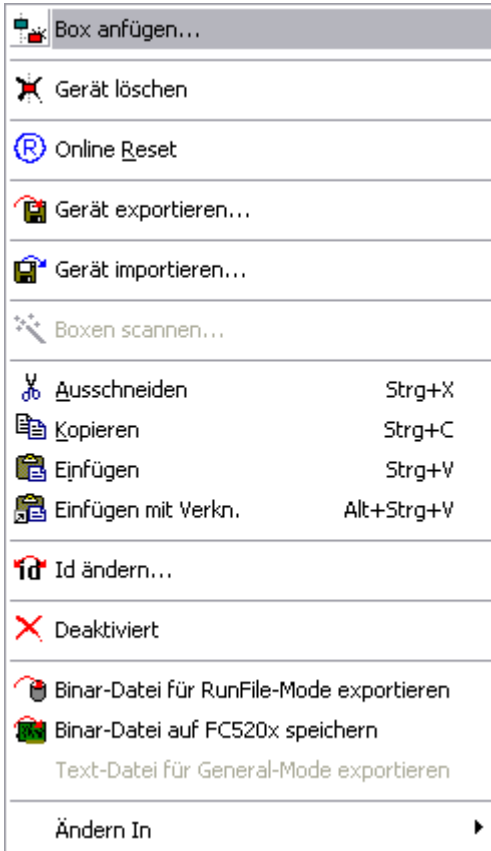 Box anfügen...
Gerät löschen
Online Reset
Gerät exportieren...
Gerät importieren...
Boxen scannen...
Ausschneiden Strg+X
Kopieren Strg+C
Einfügen Strg+V
Einfügen mit Verkn. Alt+Strg+V
Id ändern...
Deaktiviert
Binar-Datei für RunFile-Mode exportieren
Binar-Datei auf FC520x speichern
Text-Datei für General-Mode exportieren
Ändern In